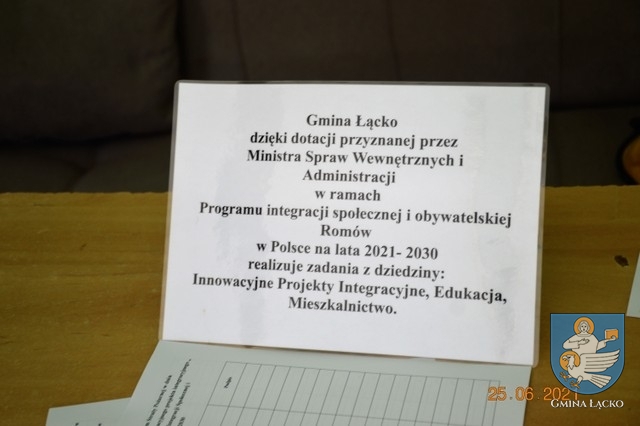 Gmina Łącko
dzięki dotacji przyznanej przez
Ministra Spraw Wewnętrznych i
Administracji
w ramach
Programu integracji społecznej i obywatelskiej
Romów
w Polsce na lata 2021- 2030
realizuje zadania z dziedziny:
Innowacyjne Projekty Integracyjne, Edukacja,
Mieszkalnictwo.
25.06 2021
GMINA ŁĄCKO